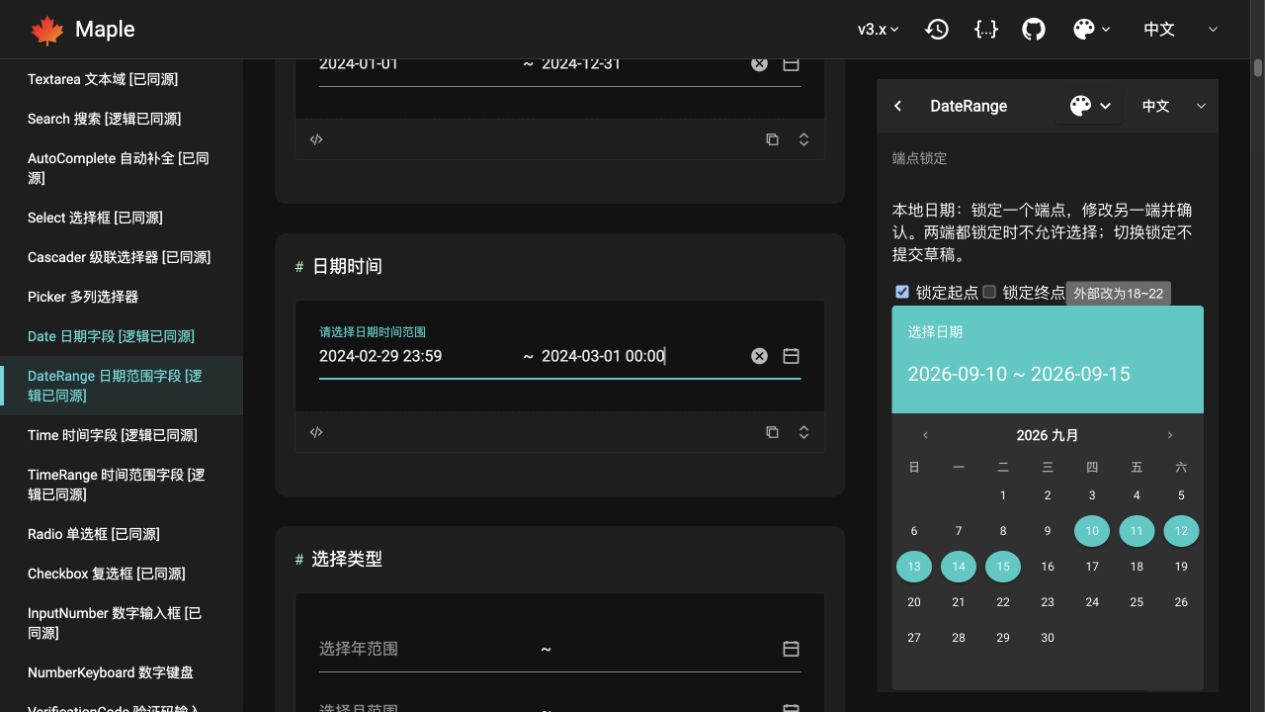 Maple
v3.x
{...}
中文
Textarea 文本域 [已同源]
Search 搜索 [逻辑已同源]
AutoComplete 自动补全 [已同
源]
Select 选择框 [已同源]
Cascader 级联选择器 [已同源]
Picker 多列选择器
Date 日期字段 [逻辑已同源]
DateRange 日期范围字段 [逻
辑已同源]
Time 时间字段 [逻辑已同源]
TimeRange 时间范围字段 [逻
辑已同源]
Radio 单选框 [已同源]
Checkbox 复选框 [已同源]
InputNumber 数字输入框 [已
同源]
NumberKeyboard 数字键盘
VerificationCode 验证码输入
2024-01-01 ~ 2024-12-31
# 日期时间
请选择日期时间范围
2024-02-29 23:59 ~ 2024-03-01 00:00
# 选择类型
选择年范围 ~
选择月范围 ~
DateRange
中文
端点锁定
本地日期：锁定一个端点，修改另一端并确
认。两端都锁定时不允许选择；切换锁定不
提交草稿。
锁定起点 锁定终点 外部改为18~22
选择日期
2026-09-10 ~ 2026-09-15
2026 九月
日 一 二 三 四 五 六
1 2 3 4 5
6 7 8 9 10 11 12
13 14 15 16 17 18 19
20 21 22 23 24 25 26
27 28 29 30